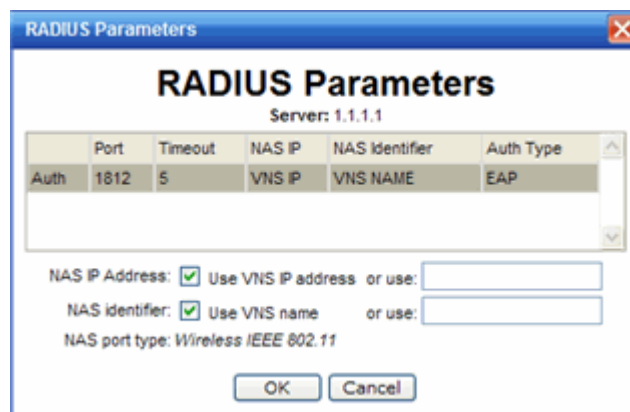 RADIUS Parameters
RADIUS Parameters
Server: 1.1.1.1
Port Timeout NAS IP NAS Identifier Auth Type
Auth 1812 5 VNS IP VNS NAME EAP
NAS IP Address: Use VNS IP address or use:
NAS identifier: Use VNS name or use:
NAS port type: Wireless IEEE 802.11
OK Cancel